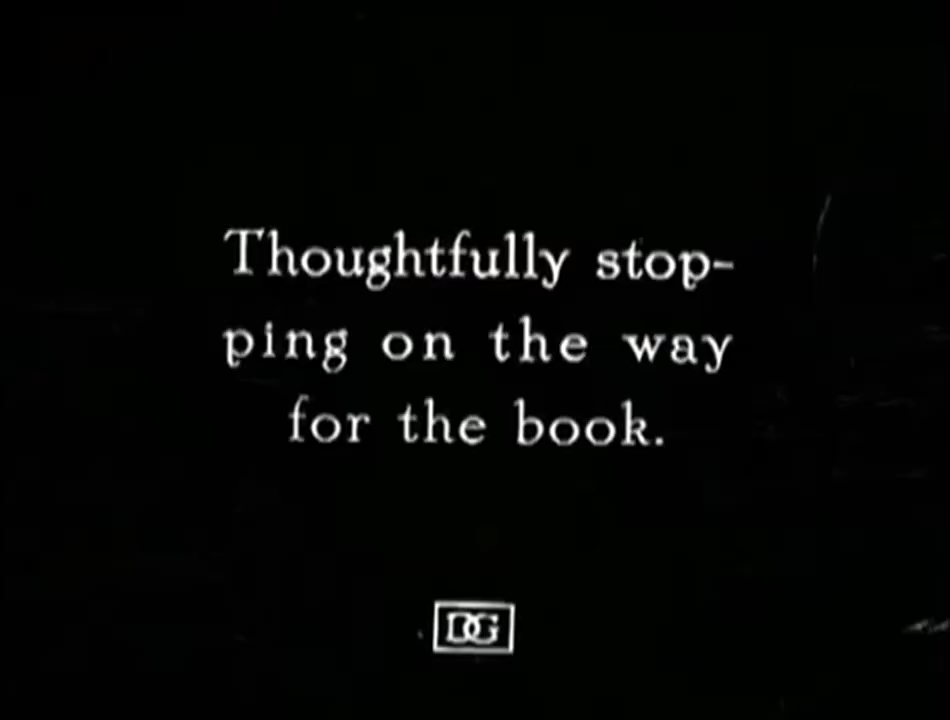 Thoughtfully stop-
ping on the way
for the book.
DG